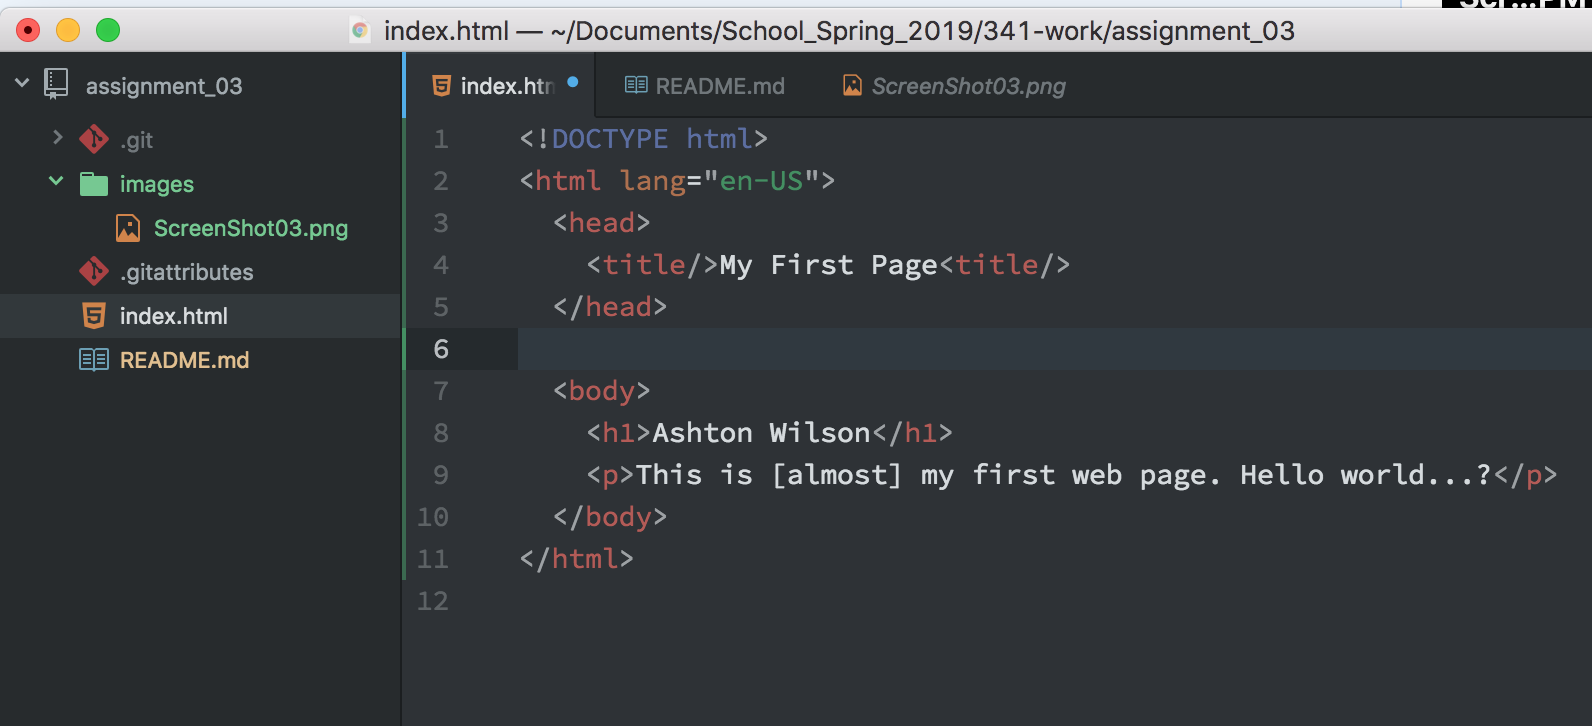 index.html — ~/Documents/School_Spring_2019/341-work/assignment_03
assignment_03
.git
images
ScreenShot03.png
.gitattributes
index.html
README.md
README.md
ScreenShot03.png
1 <!DOCTYPE html>
2 <html lang="en-US">
3 <head>
4 <title/>My First Page<title/>
5 </head>
6
7 <body>
8 <h1>Ashton Wilson</h1>
9 <p>This is [almost] my first web page. Hello world...?</p>
10 </body>
11 </html>
12